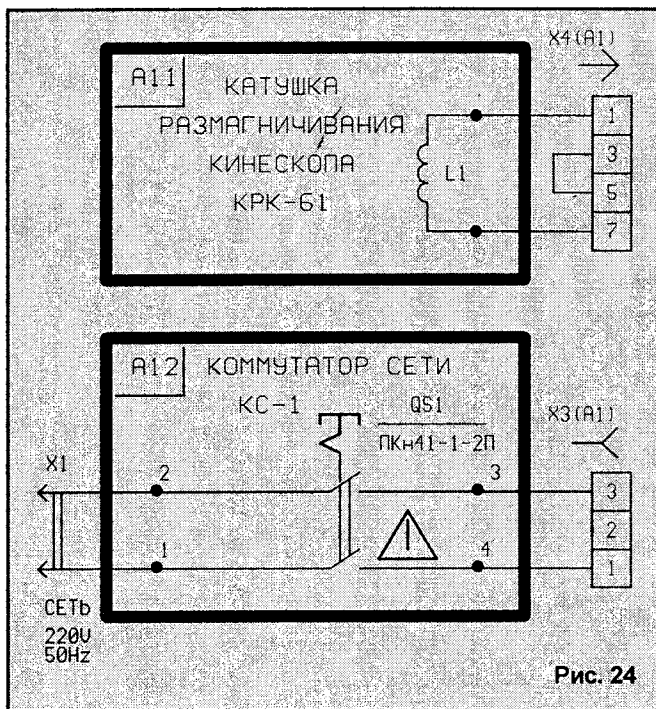 X4(A1)
A11
КАТУШКА
РАЗМАГНИЧИВАНИЯ
КИНЕСКОПА
КРК-61
L1
1
3
5
7
A12
КОММУТАТОР СЕТИ
КС-1
QS1
ПКн41-1-2П
X3(A1)
X1
2
3
1
4
3
2
1
СЕТЬ
220V
50Hz
Рис. 24